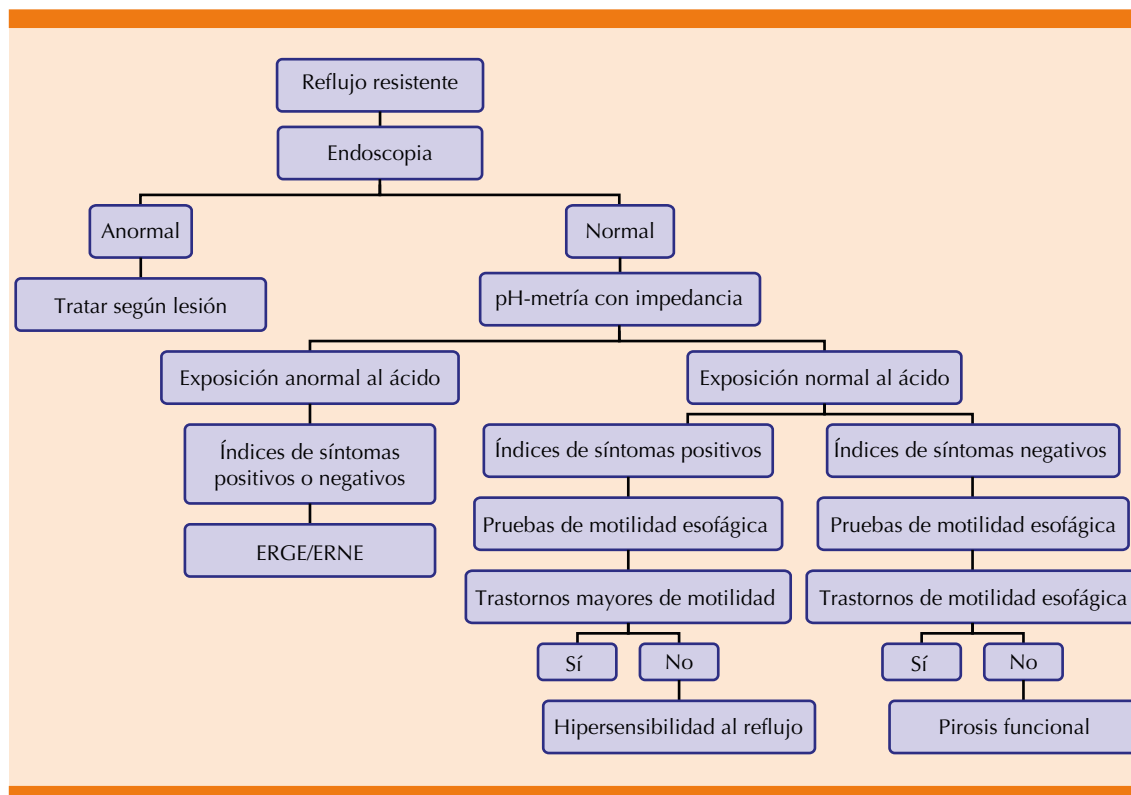 Reflujo resistente
Endoscopia
Anormal
Normal
Tratar según lesión
pH-metría con impedancia
Exposición anormal al ácido
Exposición normal al ácido
Índices de síntomas
positivos o negativos
Índices de síntomas positivos
Índices de síntomas negativos
ERGE/ERNE
Pruebas de motilidad esofágica
Pruebas de motilidad esofágica
Trastornos mayores de motilidad
Trastornos de motilidad esofágica
Sí
No
Sí
No
Hipersensibilidad al reflujo
Pirosis funcional